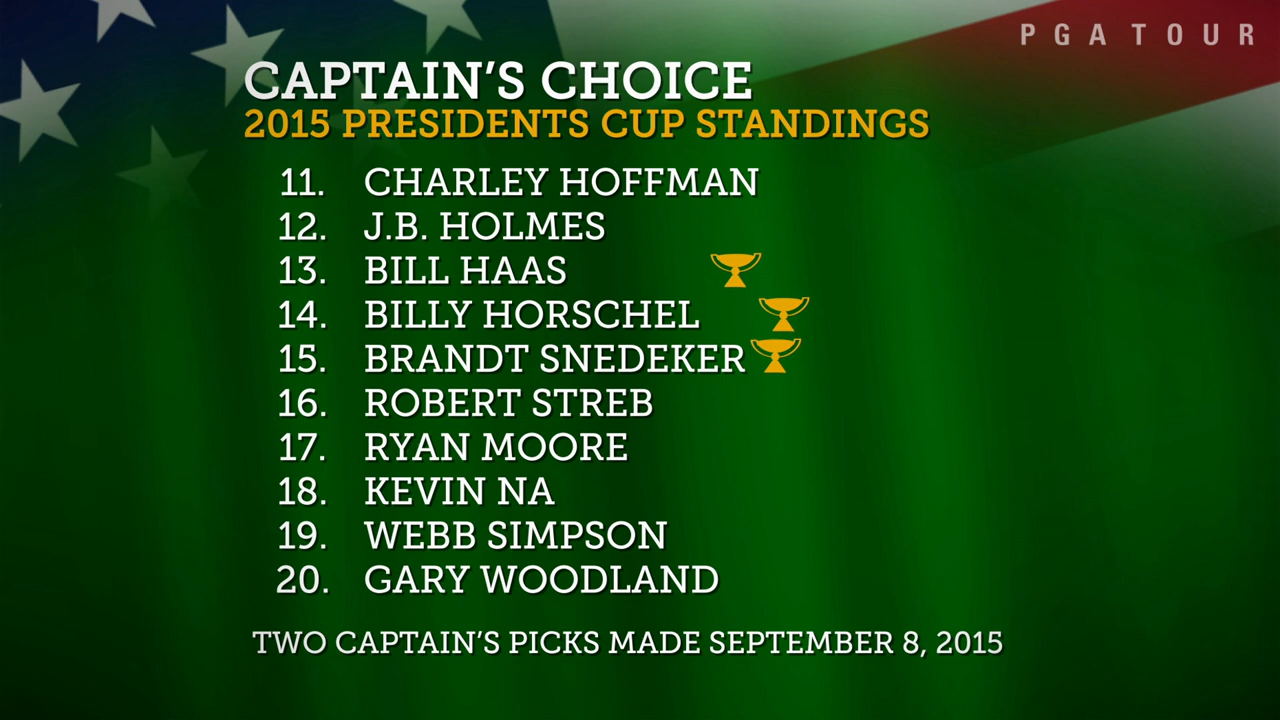 PGA TOUR
CAPTAIN'S CHOICE
2015 PRESIDENTS CUP STANDINGS
11. CHARLEY HOFFMAN
12. J.B. HOLMES
13. BILL HAAS
14. BILLY HORSCHEL
15. BRANDT SNEDEKER
16. ROBERT STREB
17. RYAN MOORE
18. KEVIN NA
19. WEBB SIMPSON
20. GARY WOODLAND
TWO CAPTAIN'S PICKS MADE SEPTEMBER 8, 2015